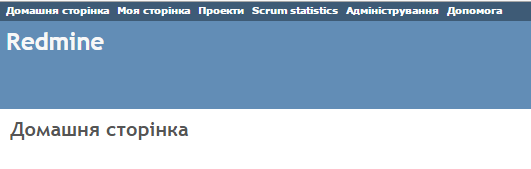 Домашня сторінка Моя сторінка Проекти Scrum statistics Адміністрування Допомога
Redmine
Домашня сторінка